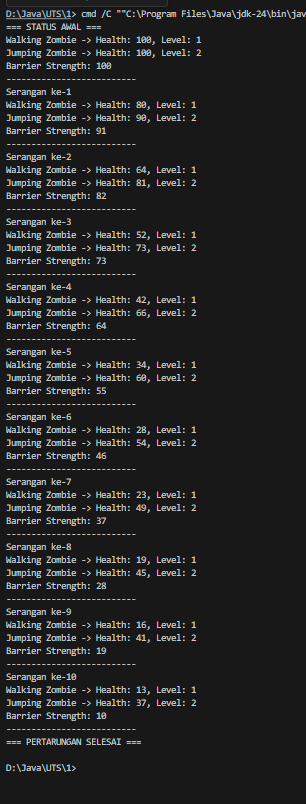 D:\Java\UTS\1> cmd /C ""C:\Program Files\Java\jdk-24\bin\jav
=== STATUS AWAL ===
Walking Zombie -> Health: 100, Level: 1
Jumping Zombie -> Health: 100, Level: 2
Barrier Strength: 100
--------------------------
Serangan ke-1
Walking Zombie -> Health: 80, Level: 1
Jumping Zombie -> Health: 90, Level: 2
Barrier Strength: 91
--------------------------
Serangan ke-2
Walking Zombie -> Health: 64, Level: 1
Jumping Zombie -> Health: 81, Level: 2
Barrier Strength: 82
--------------------------
Serangan ke-3
Walking Zombie -> Health: 52, Level: 1
Jumping Zombie -> Health: 73, Level: 2
Barrier Strength: 73
--------------------------
Serangan ke-4
Walking Zombie -> Health: 42, Level: 1
Jumping Zombie -> Health: 66, Level: 2
Barrier Strength: 64
--------------------------
Serangan ke-5
Walking Zombie -> Health: 34, Level: 1
Jumping Zombie -> Health: 60, Level: 2
Barrier Strength: 55
--------------------------
Serangan ke-6
Walking Zombie -> Health: 28, Level: 1
Jumping Zombie -> Health: 54, Level: 2
Barrier Strength: 46
--------------------------
Serangan ke-7
Walking Zombie -> Health: 23, Level: 1
Jumping Zombie -> Health: 49, Level: 2
Barrier Strength: 37
--------------------------
Serangan ke-8
Walking Zombie -> Health: 19, Level: 1
Jumping Zombie -> Health: 45, Level: 2
Barrier Strength: 28
--------------------------
Serangan ke-9
Walking Zombie -> Health: 16, Level: 1
Jumping Zombie -> Health: 41, Level: 2
Barrier Strength: 19
--------------------------
Serangan ke-10
Walking Zombie -> Health: 13, Level: 1
Jumping Zombie -> Health: 37, Level: 2
Barrier Strength: 10
--------------------------
=== PERTARUNGAN SELESAI ===
D:\Java\UTS\1>